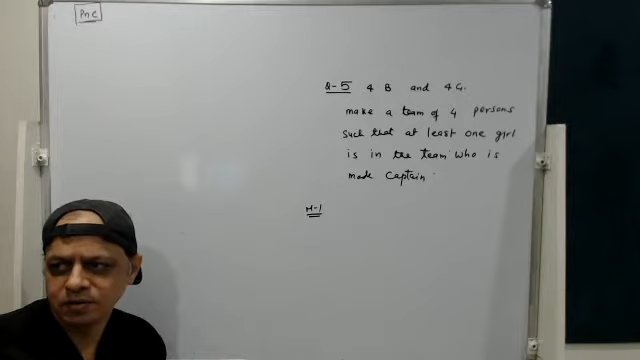 Pnc
Q-5 4 B and 4 G.
make a team of 4 persons
such that at least one girl
is in the team who is
made Captain.
M-1